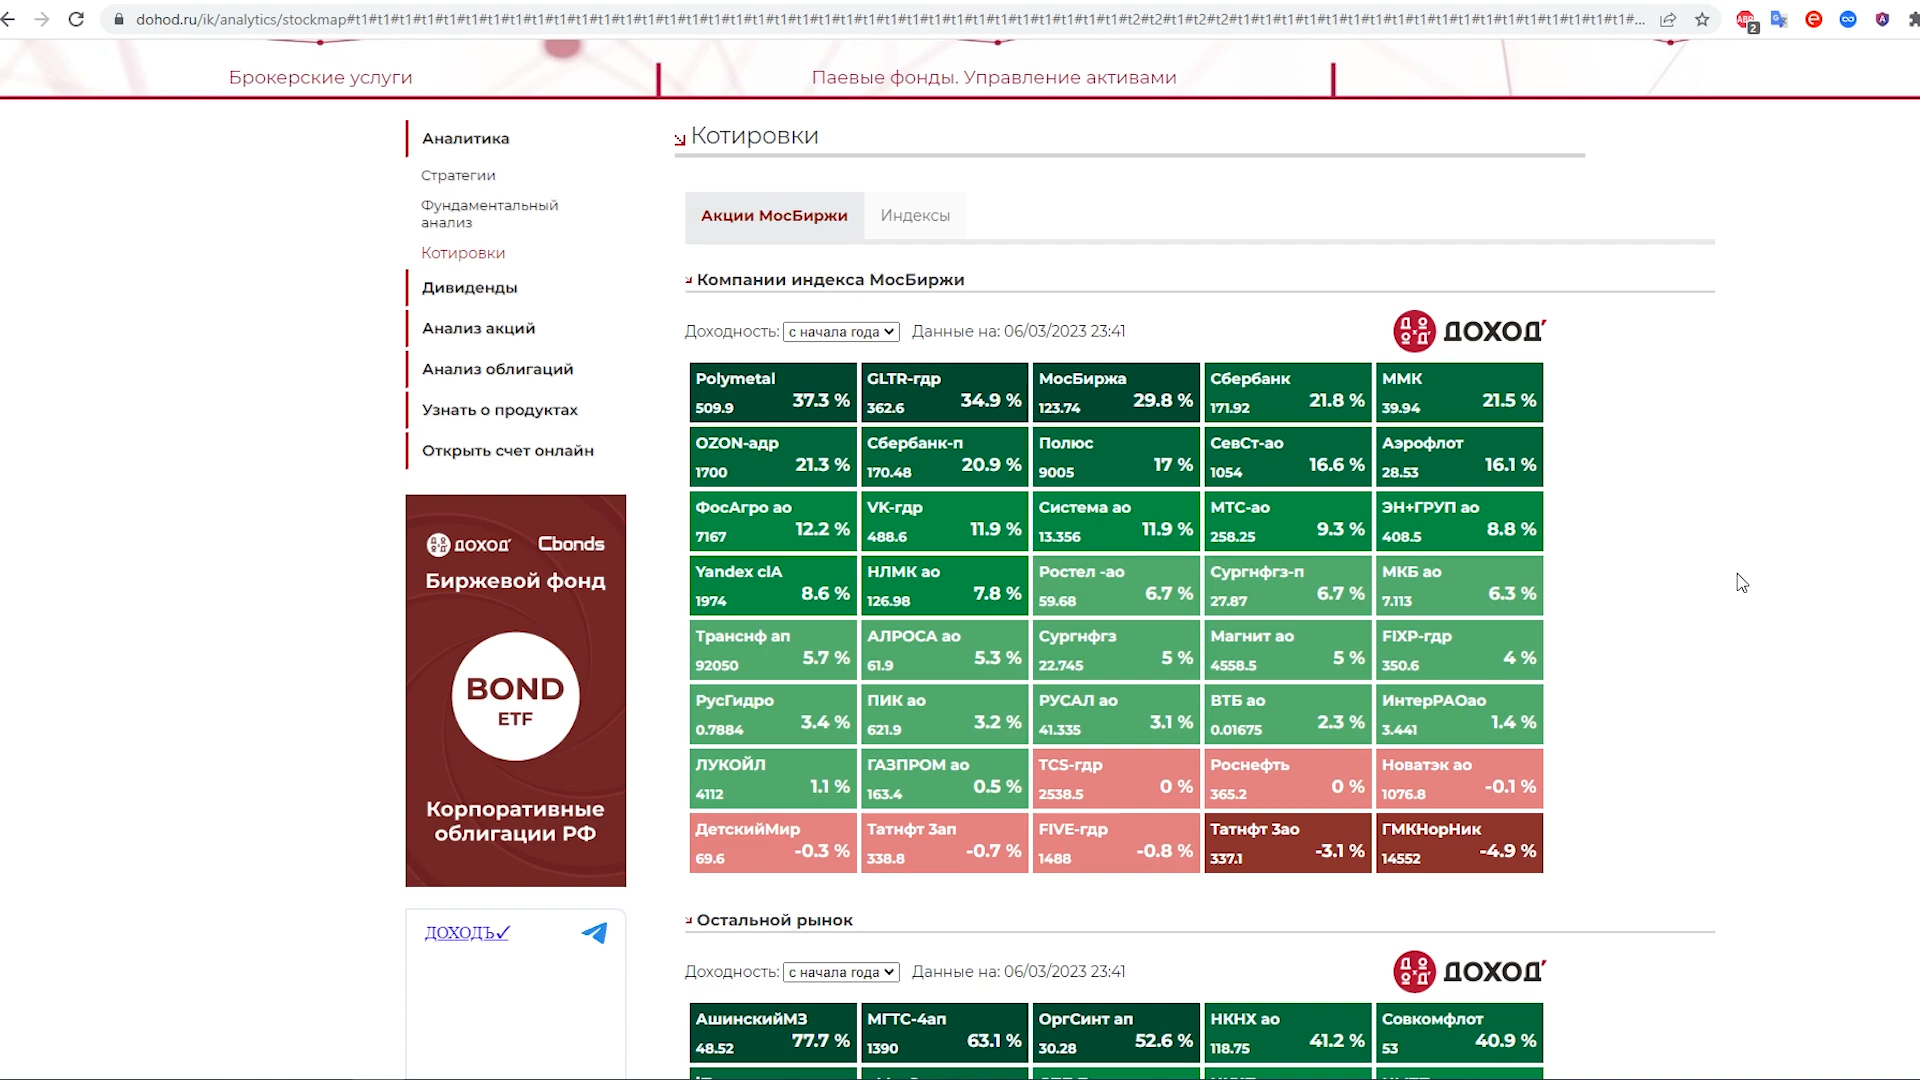 dohod.ru/ik/analytics/stockmap#t1#t1#t1#t1#t1#t1#t1#t1#t1#t1#t1#t1#t1#t1#t1#t1#t1#t1#t1#t1#t1#t1#t1#t1#t1#t1#t1#t1#t1#t1#t1#t1#t1#t1#t1#t2#t2#t1#t2#t2#t1#t1#t1#t1#t1#t1#t1#t1#t1#t1#t1#t1#t1#t1#t1#t1#t1#t1#...
2
Брокерские услуги
Паевые фонды. Управление активами
Аналитика
Стратегии
Фундаментальный
анализ
Котировки
Дивиденды
Анализ акций
Анализ облигаций
Узнать о продуктах
Открыть счет онлайн
ДОХОДЪ Cbonds
Биржевой фонд
BOND
ETF
Корпоративные
облигации РФ
ДОХОДЪ✓
Котировки
Акции МосБиржи Индексы
Компании индекса МосБиржи
Доходность: с начала года Данные на: 06/03/2023 23:41
ДОХОДЪ
Polymetal 509.9 37.3 %
GLTR-гдр 362.6 34.9 %
МосБиржа 123.74 29.8 %
Сбербанк 171.92 21.8 %
ММК 39.94 21.5 %
OZON-адр 1700 21.3 %
Сбербанк-п 170.48 20.9 %
Полюс 9005 17 %
СевСт-ао 1054 16.6 %
Аэрофлот 28.53 16.1 %
ФосАгро ао 7167 12.2 %
VK-гдр 488.6 11.9 %
Система ао 13.356 11.9 %
МТС-ао 258.25 9.3 %
ЭН+ГРУП ао 408.5 8.8 %
Yandex clA 1974 8.6 %
НЛМК ао 126.98 7.8 %
Ростел -ао 59.68 6.7 %
Сургнфгз-п 27.87 6.7 %
МКБ ао 7.113 6.3 %
Транснф ап 92050 5.7 %
АЛРОСА ао 61.9 5.3 %
Сургнфгз 22.745 5 %
Магнит ао 4558.5 5 %
FIXP-гдр 350.6 4 %
РусГидро 0.7884 3.4 %
ПИК ао 621.9 3.2 %
РУСАЛ ао 41.335 3.1 %
ВТБ ао 0.01675 2.3 %
ИнтерРАОао 3.441 1.4 %
ЛУКОЙЛ 4112 1.1 %
ГАЗПРОМ ао 163.4 0.5 %
TCS-гдр 2538.5 0 %
Роснефть 365.2 0 %
Новатэк ао 1076.8 -0.1 %
ДетскийМир 69.6 -0.3 %
Татнфт 3ап 338.8 -0.7 %
FIVE-гдр 1488 -0.8 %
Татнфт 3ао 337.1 -3.1 %
ГМКНорНик 14552 -4.9 %
Остальной рынок
Доходность: с начала года Данные на: 06/03/2023 23:41
ДОХОДЪ
АшинскийМЗ 48.52 77.7 %
МГТС-4ап 1390 63.1 %
ОргСинт ап 30.28 52.6 %
НКНХ ао 118.75 41.2 %
Совкомфлот 53 40.9 %